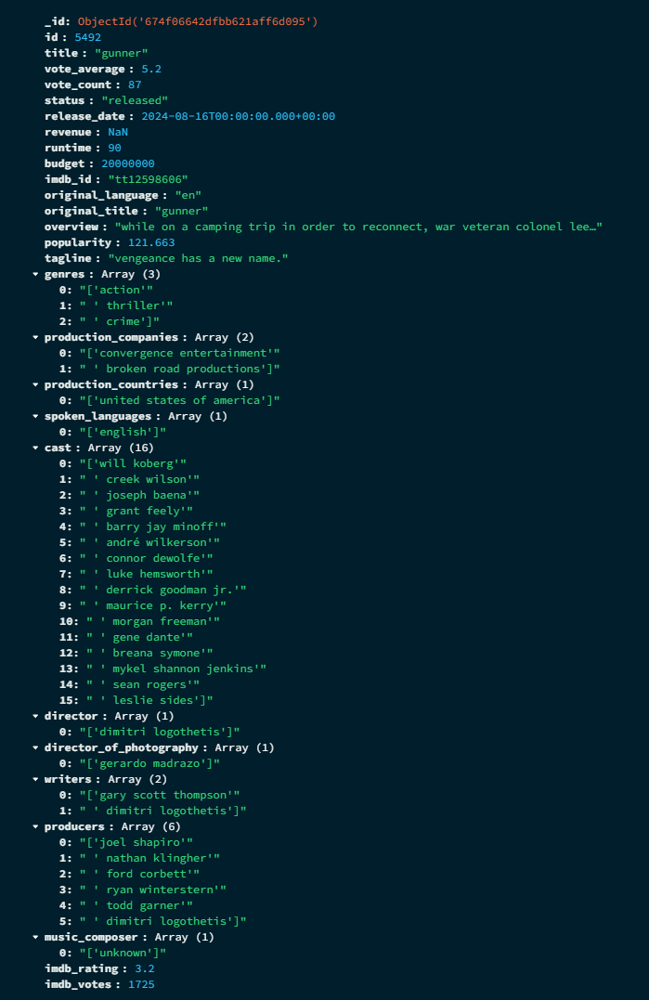 _id: ObjectId('674f06642dfbb621aff6d095')
id : 5492
title : "gunner"
vote_average : 5.2
vote_count : 87
status : "released"
release_date : 2024-08-16T00:00:00.000+00:00
revenue : NaN
runtime : 90
budget : 20000000
imdb_id : "tt12598606"
original_language : "en"
original_title : "gunner"
overview : "while on a camping trip in order to reconnect, war veteran colonel lee…"
popularity : 121.663
tagline : "vengeance has a new name."
genres : Array (3)
0: "['action'"
1: " ' thriller'"
2: " ' crime']"
production_companies : Array (2)
0: "['convergence entertainment'"
1: " ' broken road productions']"
production_countries : Array (1)
0: "['united states of america']"
spoken_languages : Array (1)
0: "['english']"
cast : Array (16)
0: "['will koberg'"
1: " ' creek wilson'"
2: " ' joseph baena'"
3: " ' grant feely'"
4: " ' barry jay minoff'"
5: " ' andré wilkerson'"
6: " ' connor dewolfe'"
7: " ' luke hemsworth'"
8: " ' derrick goodman jr.'"
9: " ' maurice p. kerry'"
10: " ' morgan freeman'"
11: " ' gene dante'"
12: " ' breana symone'"
13: " ' mykel shannon jenkins'"
14: " ' sean rogers'"
15: " ' leslie sides']"
director : Array (1)
0: "['dimitri logothetis']"
director_of_photography : Array (1)
0: "['gerardo madrazo']"
writers : Array (2)
0: "['gary scott thompson'"
1: " ' dimitri logothetis']"
producers : Array (6)
0: "['joel shapiro'"
1: " ' nathan klingher'"
2: " ' ford corbett'"
3: " ' ryan winterstern'"
4: " ' todd garner'"
5: " ' dimitri logothetis']"
music_composer : Array (1)
0: "['unknown']"
imdb_rating : 3.2
imdb_votes : 1725